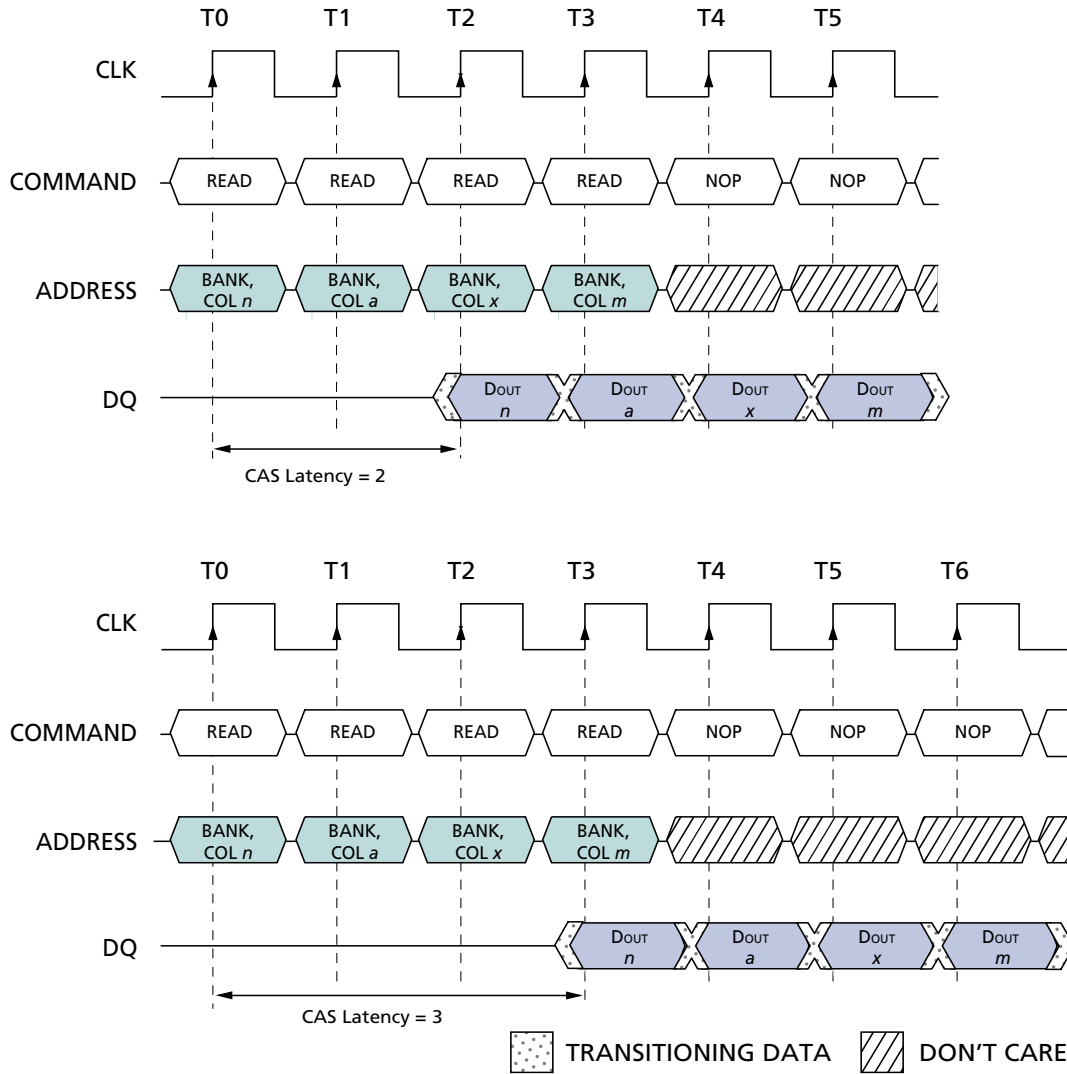 T0 T1 T2 T3 T4 T5
CLK
COMMAND READ READ READ READ NOP NOP
BANK, BANK, BANK, BANK,
ADDRESS
COL n COL a COL x COL m
DOUT DOUT DOUT DOUT
DQ
n a x m
CAS Latency = 2
T0 T1 T2 T3 T4 T5 T6
CLK
COMMAND READ READ READ READ NOP NOP NOP
BANK, BANK, BANK, BANK,
ADDRESS
COL n COL a COL x COL m
DOUT DOUT DOUT DOUT
DQ
n a x m
CAS Latency = 3
TRANSITIONING DATA DON'T CARE